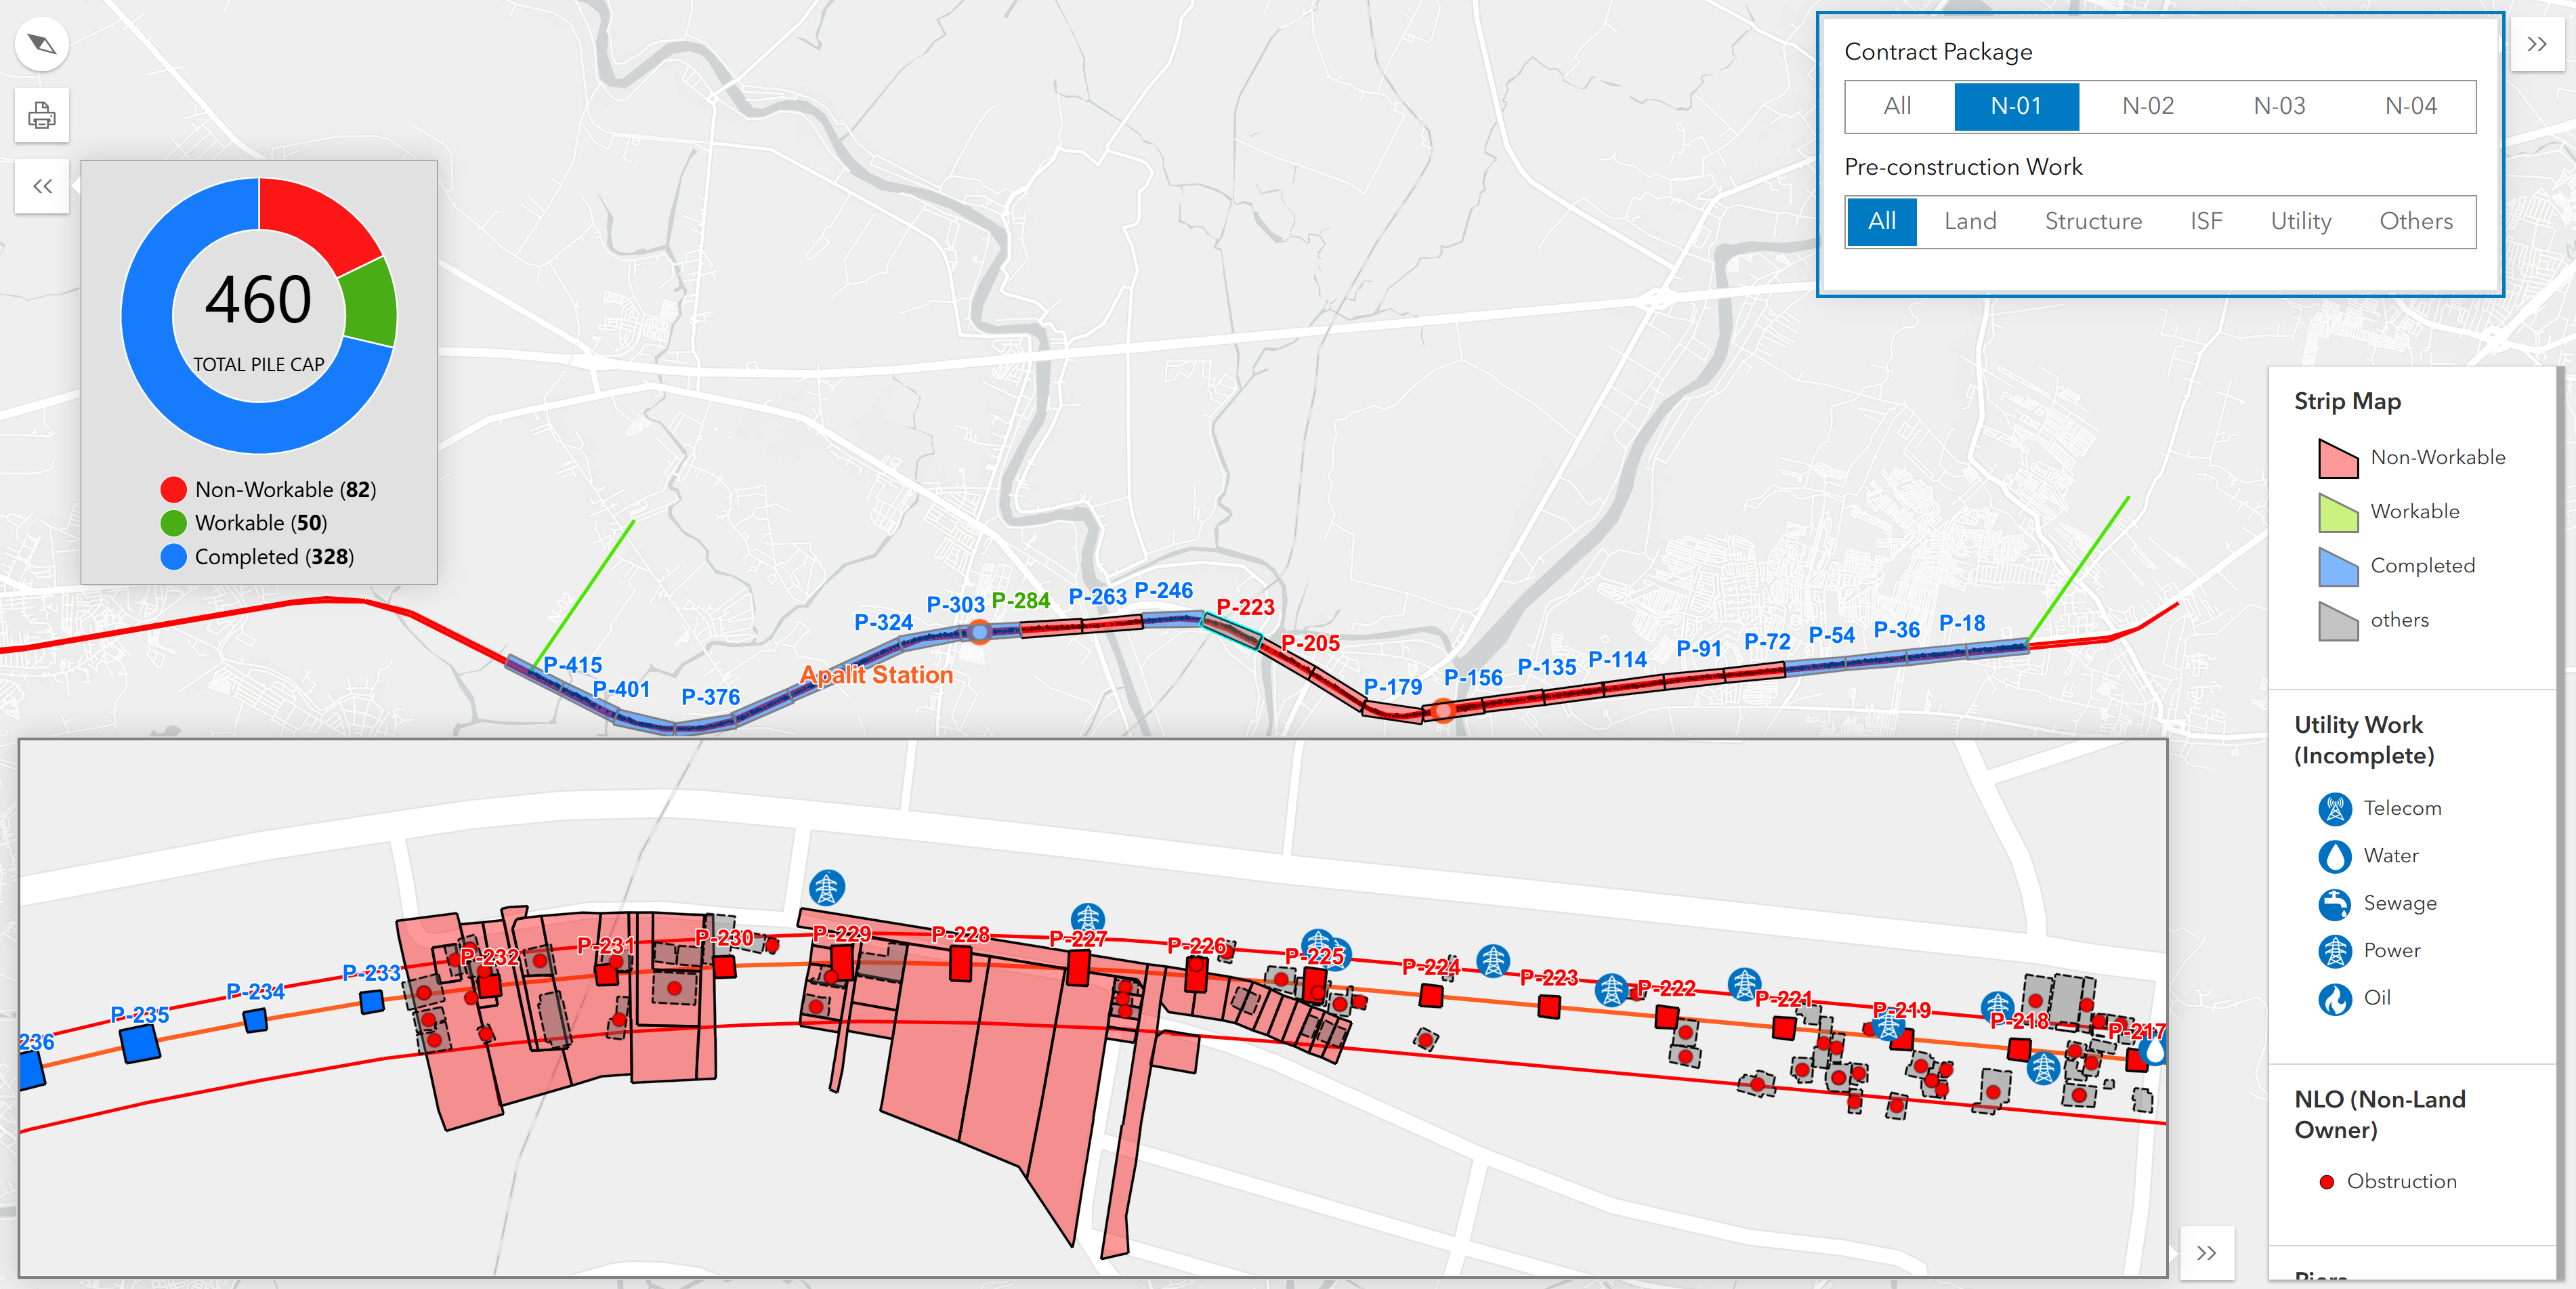 Contract Package
All N-01 N-02 N-03 N-04
Pre-construction Work
All Land Structure ISF Utility Others
460
TOTAL PILE CAP
Non-Workable (82)
Workable (50)
Completed (328)
P-415
P-401
P-376
P-324
P-303
P-284
P-263
P-246
P-223
P-205
P-179
P-156
P-135
P-114
P-91
P-72
P-54
P-36
P-18
Apalit Station
Strip Map
Non-Workable
Workable
Completed
others
Utility Work
(Incomplete)
Telecom
Water
Sewage
Power
Oil
NLO (Non-Land
Owner)
Obstruction
Piers
236
P-235
P-234
P-233
P-232
P-231
P-230
P-229
P-228
P-227
P-226
P-225
P-224
P-223
P-222
P-221
P-219
P-218
P-217